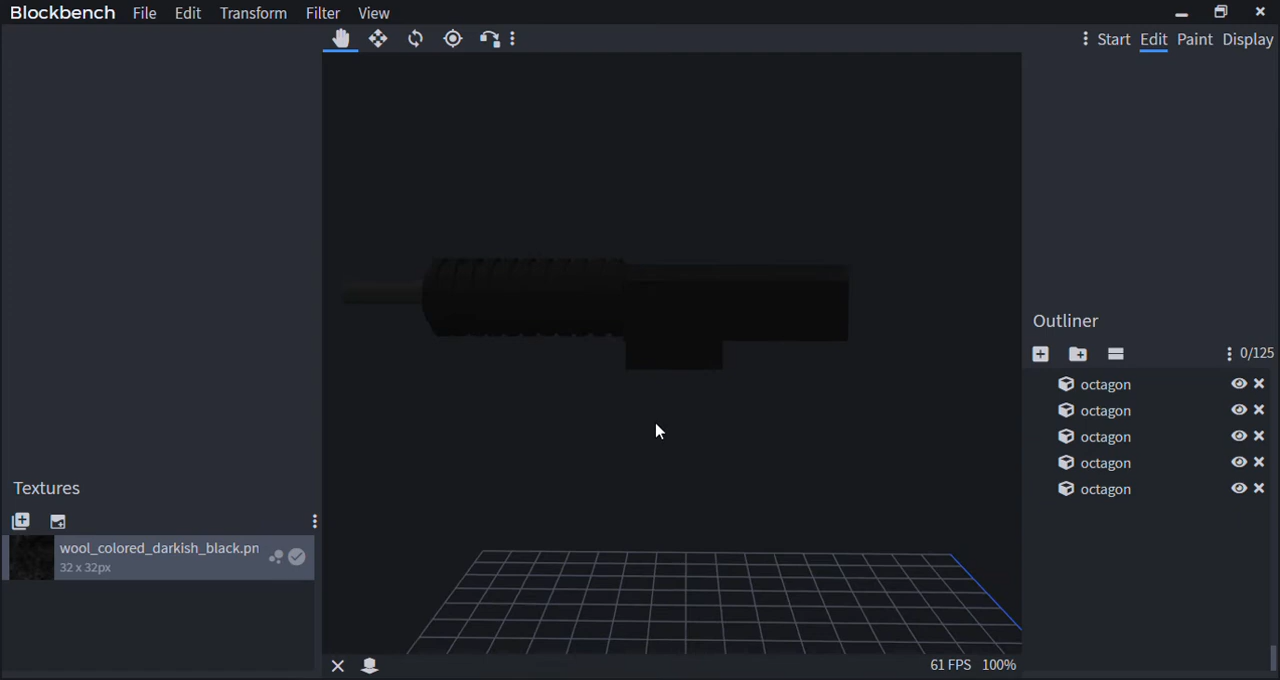 Blockbench File Edit Transform Filter View
Start Edit Paint Display
Outliner
0/125
octagon
octagon
octagon
octagon
octagon
Textures
wool_colored_darkish_black.pn
32 x 32px
61 FPS 100%